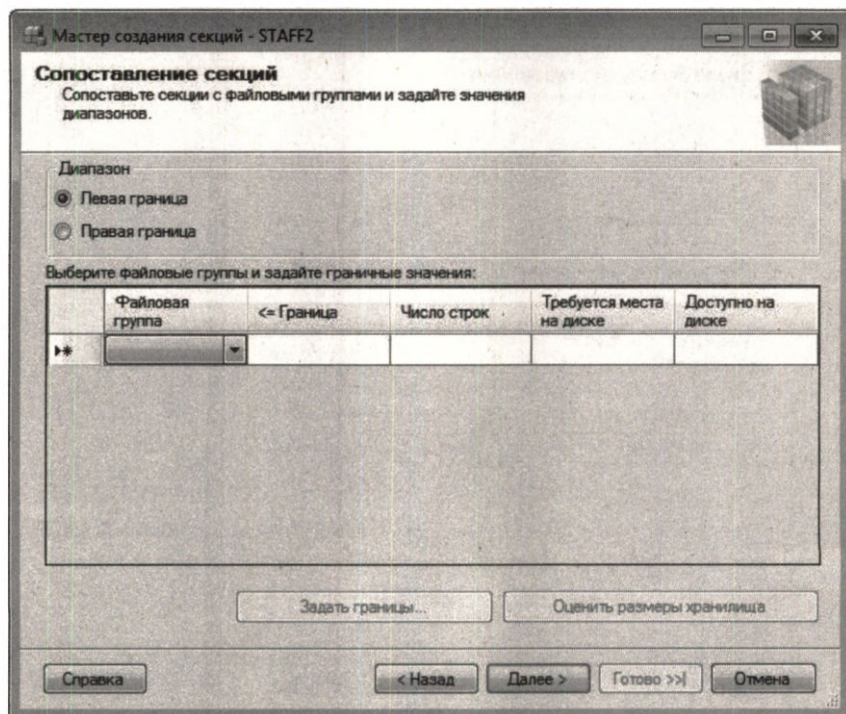 Мастер создания секций - STAFF2
Сопоставление секций
Сопоставьте секции с файловыми группами и задайте значения
диапазонов.
Диапазон
Левая граница
Правая граница
Выберите файловые группы и задайте граничные значения:
Файловая группа
<= Граница
Число строк
Требуется места на диске
Доступно на диске
Задать границы...
Оценить размеры хранилища
Справка
< Назад
Далее >
Готово >>|
Отмена